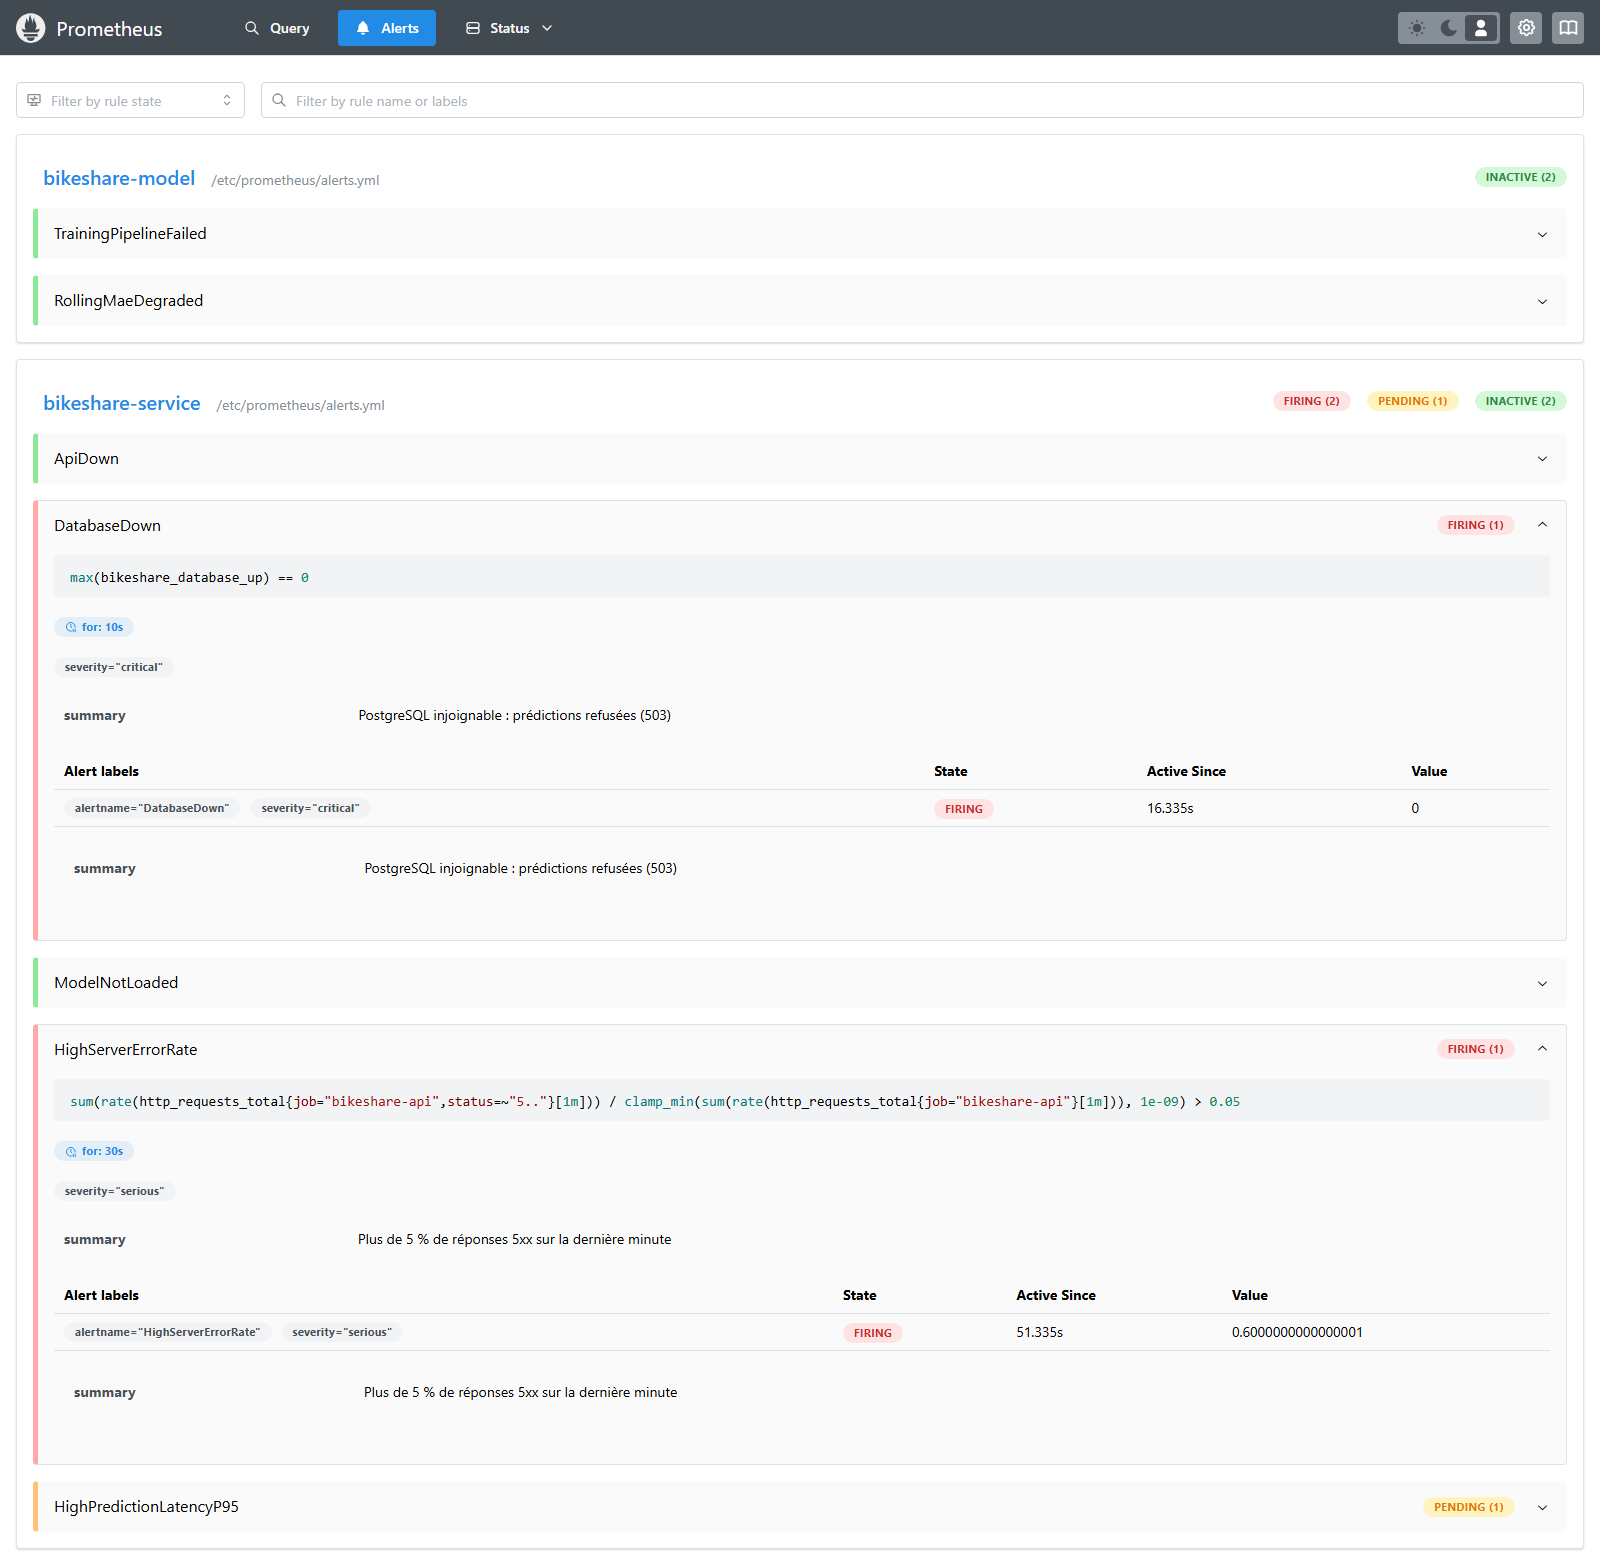 Prometheus Query Alerts Status
Filter by rule state Filter by rule name or labels
bikeshare-model /etc/prometheus/alerts.yml INACTIVE (2)
TrainingPipelineFailed
RollingMaeDegraded
bikeshare-service /etc/prometheus/alerts.yml FIRING (2) PENDING (1) INACTIVE (2)
ApiDown
DatabaseDown FIRING (1)
max(bikeshare_database_up) == 0
for: 10s
severity="critical"
summary PostgreSQL injoignable : prédictions refusées (503)
Alert labels State Active Since Value
alertname="DatabaseDown" severity="critical" FIRING 16.335s 0
summary PostgreSQL injoignable : prédictions refusées (503)
ModelNotLoaded
HighServerErrorRate FIRING (1)
sum(rate(http_requests_total{job="bikeshare-api",status=~"5.."}[1m])) / clamp_min(sum(rate(http_requests_total{job="bikeshare-api"}[1m])), 1e-09) > 0.05
for: 30s
severity="serious"
summary Plus de 5 % de réponses 5xx sur la dernière minute
Alert labels State Active Since Value
alertname="HighServerErrorRate" severity="serious" FIRING 51.335s 0.6000000000000001
summary Plus de 5 % de réponses 5xx sur la dernière minute
HighPredictionLatencyP95 PENDING (1)